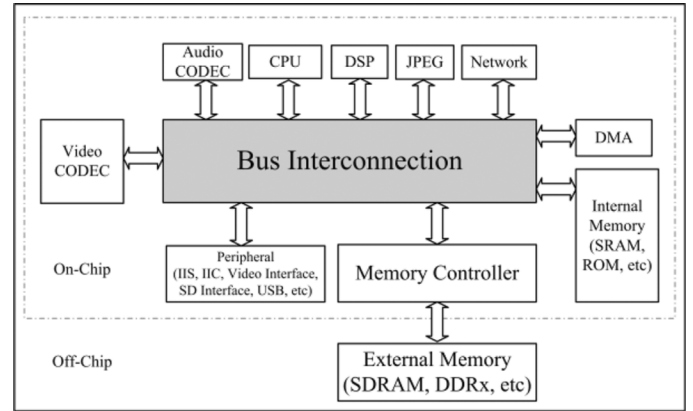 Audio
CODEC
CPU
DSP
JPEG
Network
Video
CODEC
Bus Interconnection
DMA
Internal
Memory
(SRAM,
ROM, etc)
Peripheral
(IIS, IIC, Video Interface,
SD Interface, USB, etc)
Memory Controller
On-Chip
Off-Chip
External Memory
(SDRAM, DDRx, etc)